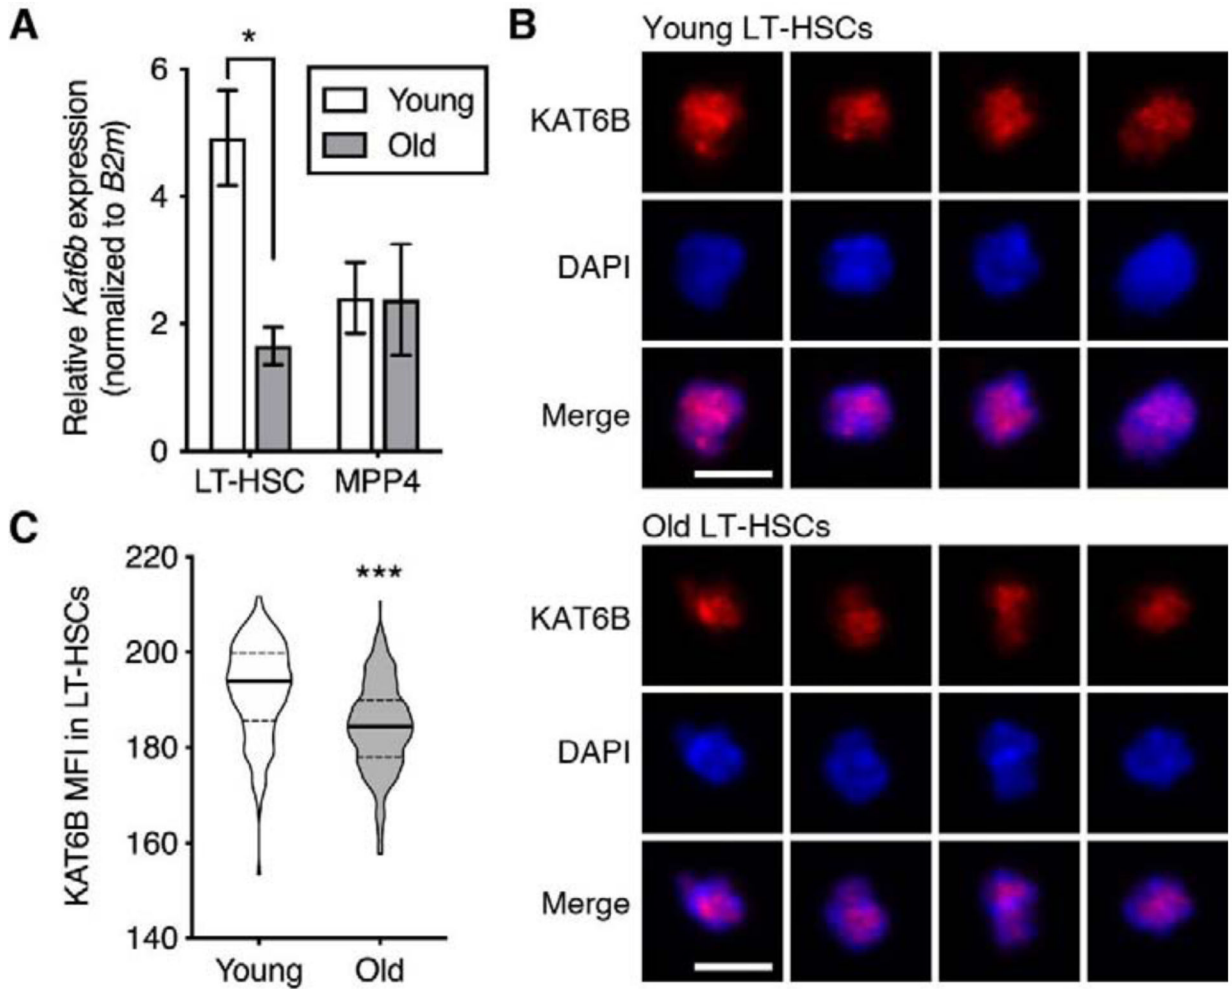 A
Relative Kat6b expression
(normalized to B2m)
6
4
2
0
*
Young
Old
LT-HSC
MPP4
B
Young LT-HSCs
KAT6B
DAPI
Merge
Old LT-HSCs
KAT6B
DAPI
Merge
C
KAT6B MFI in LT-HSCs
220
200
180
160
140
***
Young
Old